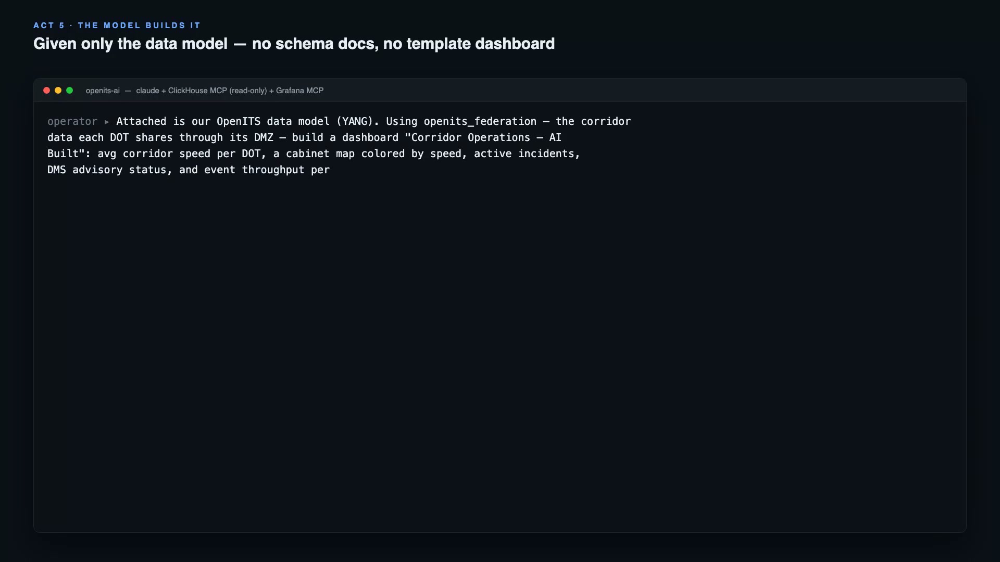 ACT 5 · THE MODEL BUILDS IT
Given only the data model — no schema docs, no template dashboard
openits-ai — claude + ClickHouse MCP (read-only) + Grafana MCP
operator ▸ Attached is our OpenITS data model (YANG). Using openits_federation — the corridor
data each DOT shares through its DMZ — build a dashboard "Corridor Operations — AI
Built": avg corridor speed per DOT, a cabinet map colored by speed, active incidents,
DMS advisory status, and event throughput per